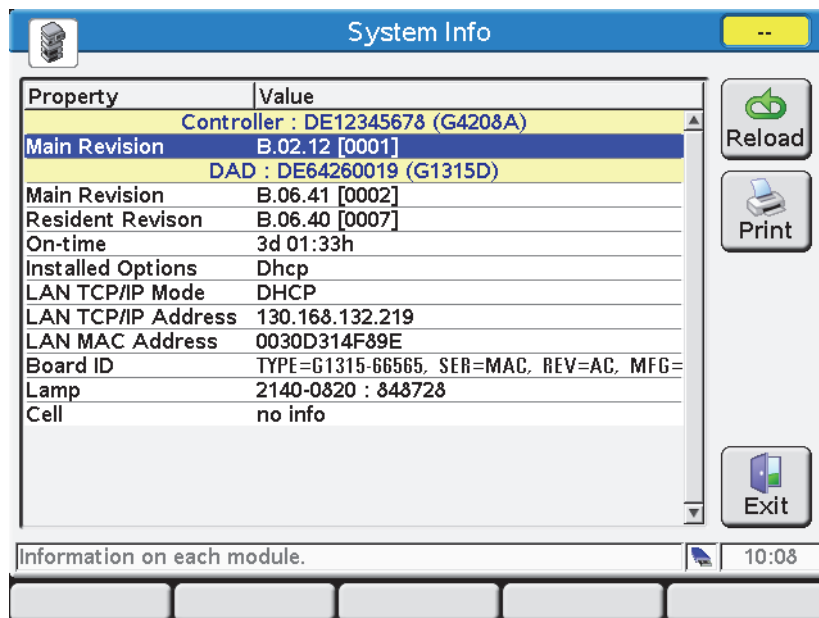 System Info
--
Property Value
Controller : DE12345678 (G4208A)
Main Revision B.02.12 [0001]
DAD : DE64260019 (G1315D)
Main Revision B.06.41 [0002]
Resident Revison B.06.40 [0007]
On-time 3d 01:33h
Installed Options Dhcp
LAN TCP/IP Mode DHCP
LAN TCP/IP Address 130.168.132.219
LAN MAC Address 0030D314F89E
Board ID TYPE=G1315-66565, SER=MAC, REV=AC, MFG=
Lamp 2140-0820 : 848728
Cell no info
Reload
Print
Exit
Information on each module.
10:08